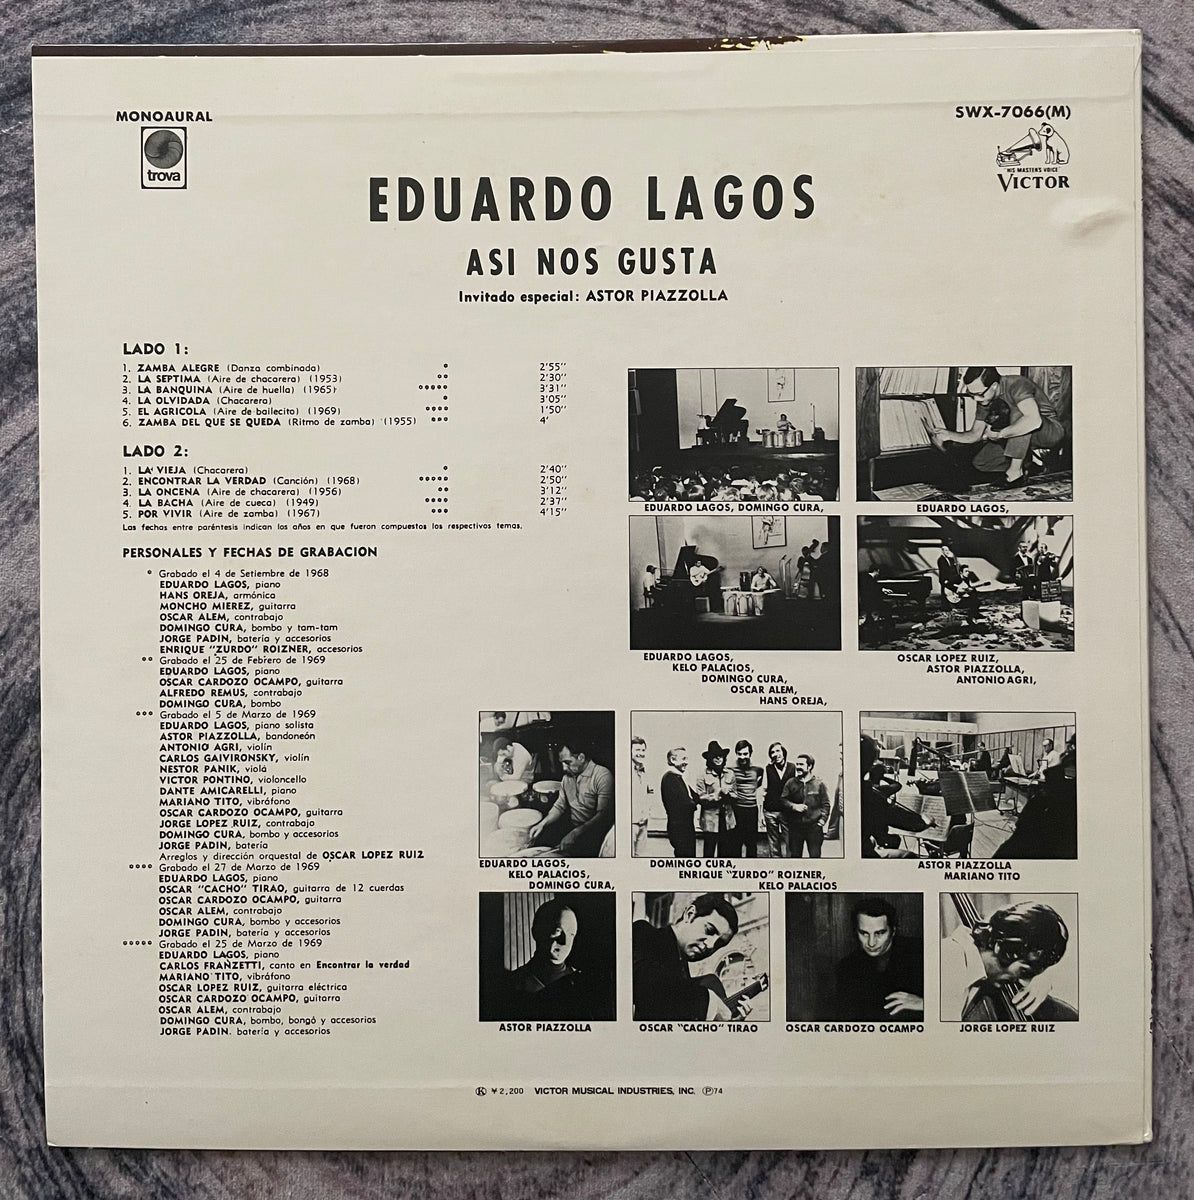 MONOAURAL
trova
SWX-7066(M)
"HIS MASTER'S VOICE"
VICTOR
EDUARDO LAGOS
ASI NOS GUSTA
Invitado especial: ASTOR PIAZZOLLA
LADO 1:
1. ZAMBA ALEGRE (Danza combinada) ° 2'55"
2. LA SEPTIMA (Aire de chacarera) (1953) °° 2'30"
3. LA BANQUINA (Aire de huella) (1965) °°°°° 3'31"
4. LA OLVIDADA (Chacarera) ° 3'05"
5. EL AGRICOLA (Aire de bailecito) (1969) °°°° 1'50"
6. ZAMBA DEL QUE SE QUEDA (Ritmo de zamba) (1955) °°° 4'
LADO 2:
1. LA VIEJA (Chacarera) ° 2'40"
2. ENCONTRAR LA VERDAD (Canción) (1968) °°°°° 2'50"
3. LA ONCENA (Aire de chacarera) (1956) °° 3'12"
4. LA BACHA (Aire de cueca) (1949) °°°° 2'37"
5. POR VIVIR (Aire de zamba) (1967) °°° 4'15"
Las fechas entre paréntesis indican los años en que fueron compuestos los respectivos temas.
PERSONALES Y FECHAS DE GRABACION
° Grabado el 4 de Setiembre de 1968
EDUARDO LAGOS, piano
HANS OREJA, armónica
MONCHO MIEREZ, guitarra
OSCAR ALEM, contrabajo
DOMINGO CURA, bombo y tam-tam
JORGE PADIN, batería y accesorios
ENRIQUE "ZURDO" ROIZNER, accesorios
°° Grabado el 25 de Febrero de 1969
EDUARDO LAGOS, piano
OSCAR CARDOZO OCAMPO, guitarra
ALFREDO REMUS, contrabajo
DOMINGO CURA, bombo
°°° Grabado el 5 de Marzo de 1969
EDUARDO LAGOS, piano solista
ASTOR PIAZZOLLA, bandoneón
ANTONIO AGRI, violín
CARLOS GAIVIRONSKY, violín
NESTOR PANIK, viola
VICTOR PONTINO, violoncello
DANTE AMICARELLI, piano
MARIANO TITO, vibráfono
OSCAR CARDOZO OCAMPO, guitarra
JORGE LOPEZ RUIZ, contrabajo
DOMINGO CURA, bombo y accesorios
JORGE PADIN, batería
Arreglos y dirección orquestal de OSCAR LOPEZ RUIZ
°°°° Grabado el 27 de Marzo de 1969
EDUARDO LAGOS, piano
OSCAR "CACHO" TIRAO, guitarra de 12 cuerdas
OSCAR CARDOZO OCAMPO, guitarra
OSCAR ALEM, contrabajo
DOMINGO CURA, bombo y accesorios
JORGE PADIN, batería y accesorios
°°°°° Grabado el 25 de Marzo de 1969
EDUARDO LAGOS, piano
CARLOS FRANZETTI, canto en Encontrar la verdad
MARIANO TITO, vibráfono
OSCAR LOPEZ RUIZ, guitarra eléctrica
OSCAR CARDOZO OCAMPO, guitarra
OSCAR ALEM, contrabajo
DOMINGO CURA, bombo, bongó y accesorios
JORGE PADIN. batería y accesorios
EDUARDO LAGOS, DOMINGO CURA,
EDUARDO LAGOS,
EDUARDO LAGOS,
KELO PALACIOS,
DOMINGO CURA,
OSCAR ALEM,
HANS OREJA,
OSCAR LOPEZ RUIZ,
ASTOR PIAZZOLLA,
ANTONIO AGRI,
EDUARDO LAGOS,
KELO PALACIOS,
DOMINGO CURA,
DOMINGO CURA,
ENRIQUE "ZURDO" ROIZNER,
KELO PALACIOS
ASTOR PIAZZOLLA
MARIANO TITO
ASTOR PIAZZOLLA
OSCAR "CACHO" TIRAO
OSCAR CARDOZO OCAMPO
JORGE LOPEZ RUIZ
Ⓚ ¥2,200 VICTOR MUSICAL INDUSTRIES, INC. Ⓟ74